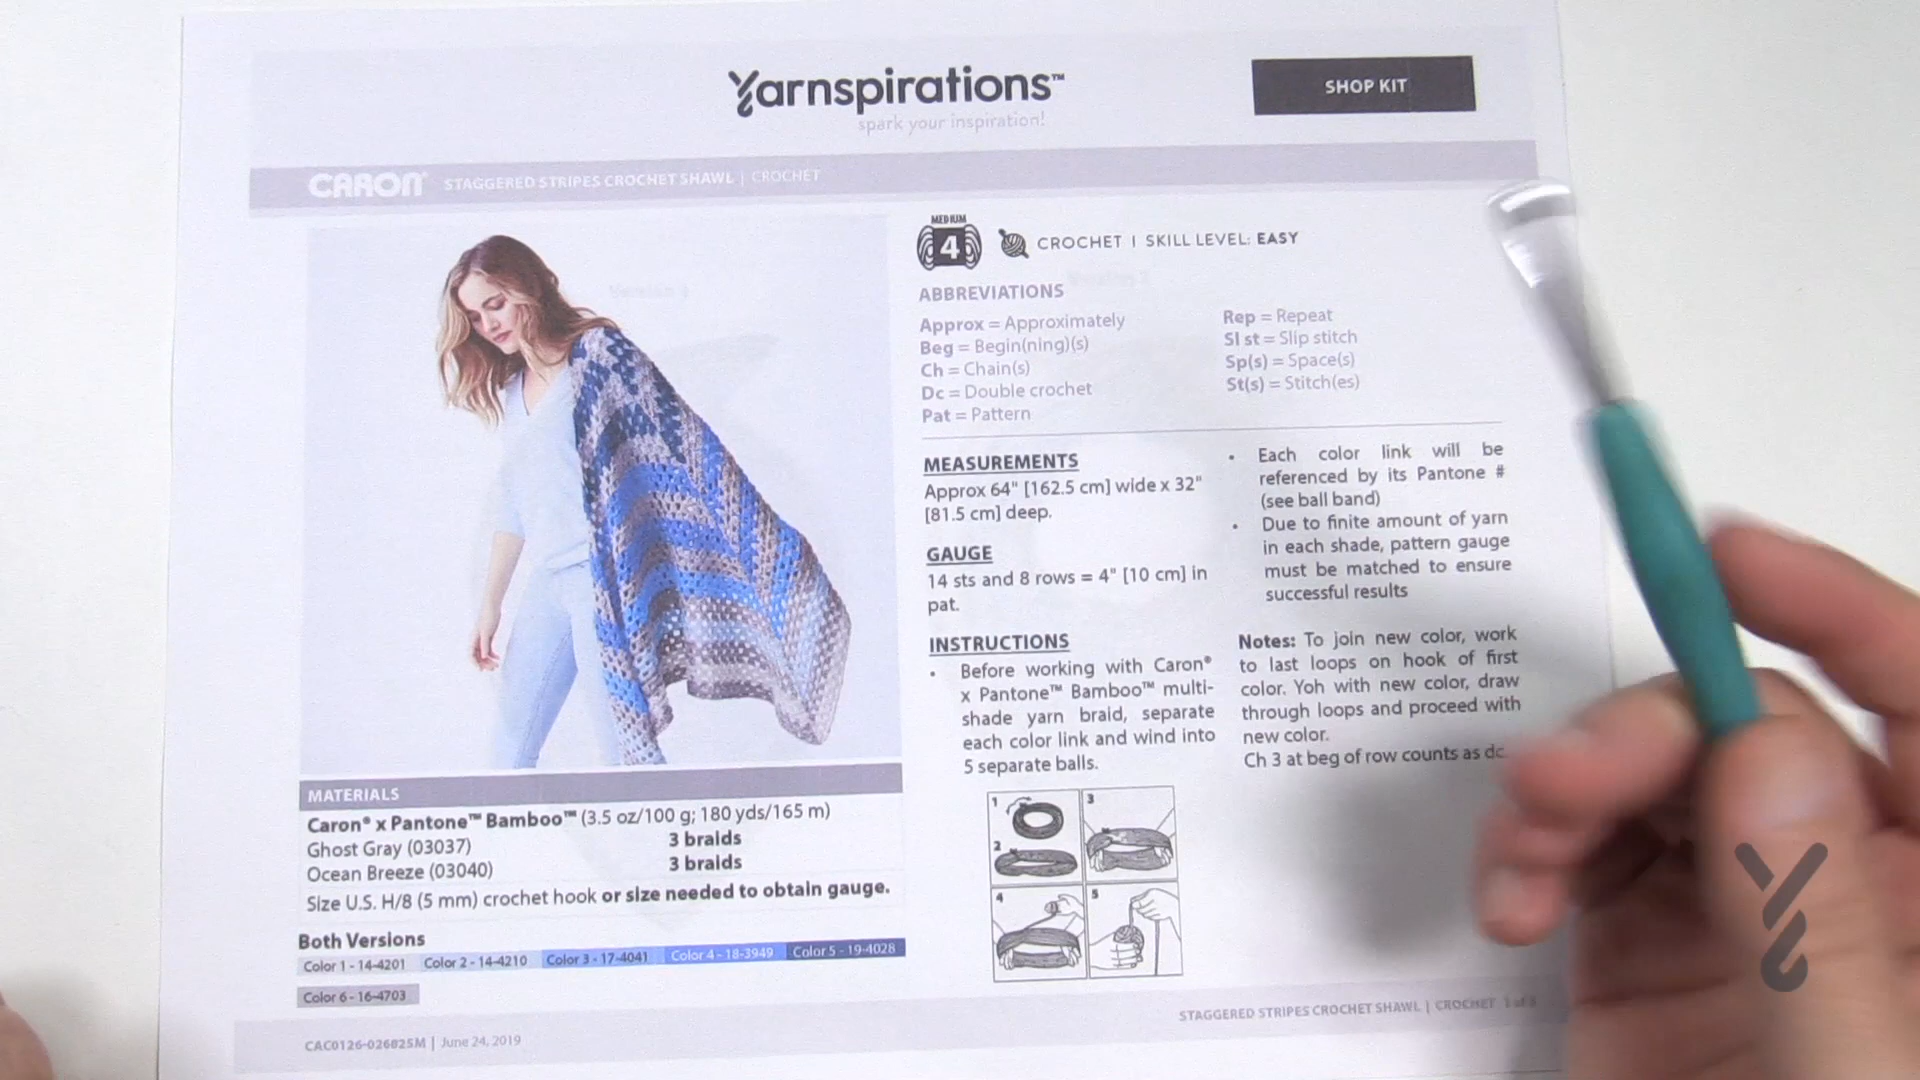 Yarnspirations™
spark your inspiration!
SHOP KIT
CARON® STAGGERED STRIPES CROCHET SHAWL | CROCHET
MEDIUM
4
CROCHET | SKILL LEVEL: EASY
ABBREVIATIONS
Approx = Approximately
Beg = Begin(ning)(s)
Ch = Chain(s)
Dc = Double crochet
Pat = Pattern
Rep = Repeat
Sl st = Slip stitch
Sp(s) = Space(s)
St(s) = Stitch(es)
MEASUREMENTS
Approx 64" [162.5 cm] wide x 32"
[81.5 cm] deep.
GAUGE
14 sts and 8 rows = 4" [10 cm] in
pat.
INSTRUCTIONS
• Before working with Caron®
x Pantone™ Bamboo™ multi-
shade yarn braid, separate
each color link and wind into
5 separate balls.
• Each color link will be
referenced by its Pantone #
(see ball band)
• Due to finite amount of yarn
in each shade, pattern gauge
must be matched to ensure
successful results
Notes: To join new color, work
to last loops on hook of first
color. Yoh with new color, draw
through loops and proceed with
new color.
Ch 3 at beg of row counts as dc.
1
2
3
4
5
MATERIALS
Caron® x Pantone™ Bamboo™ (3.5 oz/100 g; 180 yds/165 m)
Ghost Gray (03037) 3 braids
Ocean Breeze (03040) 3 braids
Size U.S. H/8 (5 mm) crochet hook or size needed to obtain gauge.
Both Versions
Color 1 - 14-4201 Color 2 - 14-4210 Color 3 - 17-4041 Color 4 - 18-3949 Color 5 - 19-4028
Color 6 - 16-4703
CAC0126-026825M | June 24, 2019
STAGGERED STRIPES CROCHET SHAWL | CROCHET